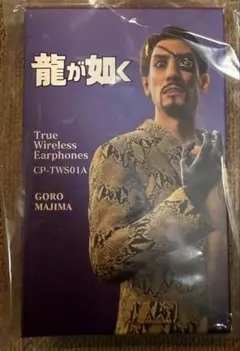 龍が如く
True
Wireless
Earphones
CP-TWS01A
GORO
MAJIMA